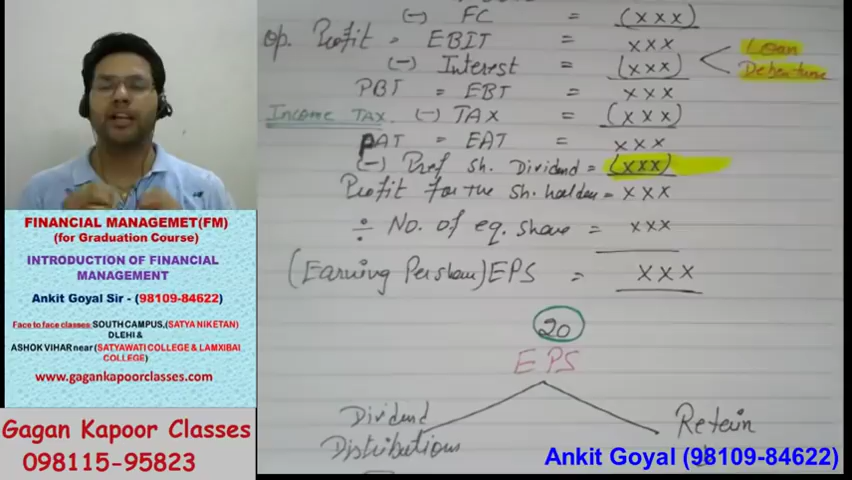 (-) FC = (xxx)
Op. Profit = EBIT = xxx
(-) Interest = (xxx)
Loan
Debenture
PBT = EBT = xxx
Income TAX (-) TAX = (xxx)
PAT = EAT = xxx
(-) Pref Sh. Dividend = (xxx)
Profit for the Sh. holder = xxx
÷ No. of eq. share = xxx
(Earning Per share) EPS = xxx
20
EPS
Dividend
Distributions
Retain
FINANCIAL MANAGEMET(FM)
(for Graduation Course)
INTRODUCTION OF FINANCIAL
MANAGEMENT
Ankit Goyal Sir - (98109-84622)
Face to face classes: SOUTH CAMPUS,(SATYA NIKETAN)
DLEHI &
ASHOK VIHAR near (SATYAWATI COLLEGE & LAMXIBAI
COLLEGE)
www.gagankapoorclasses.com
Gagan Kapoor Classes
098115-95823
Ankit Goyal (98109-84622)